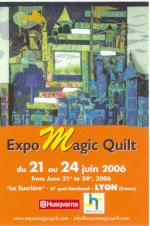 Expo Magic Quilt
du 21 au 24 juin 2006
from June 21st to 24th, 2006
"La Sucrière" - 47 quai Rambaud - LYON (France)
Husqvarna
www.expomagicquilt.com - info@expomagicquilt.com